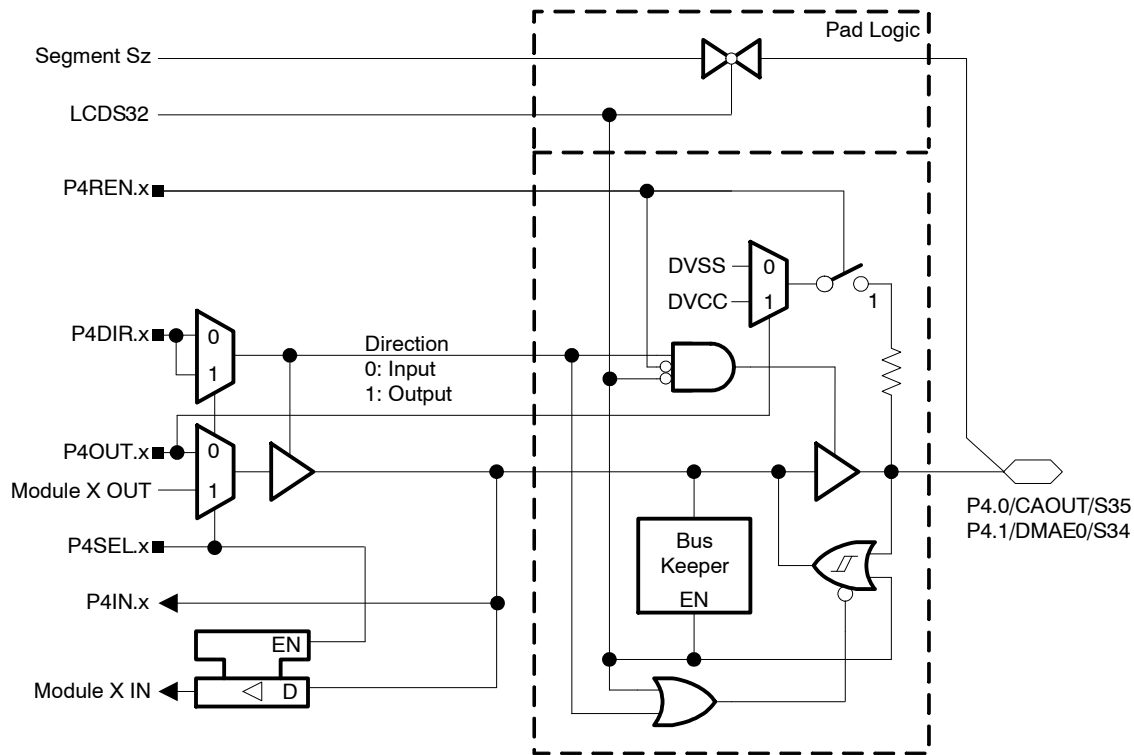 Pad Logic
Segment Sz
LCDS32
P4REN.x
DVSS
0
DVCC
1
1
P4DIR.x
0
1
Direction
0: Input
1: Output
P4OUT.x
0
Module X OUT
1
P4.0/CAOUT/S35
P4.1/DMAE0/S34
P4SEL.x
Bus
Keeper
EN
P4IN.x
EN
Module X IN
D